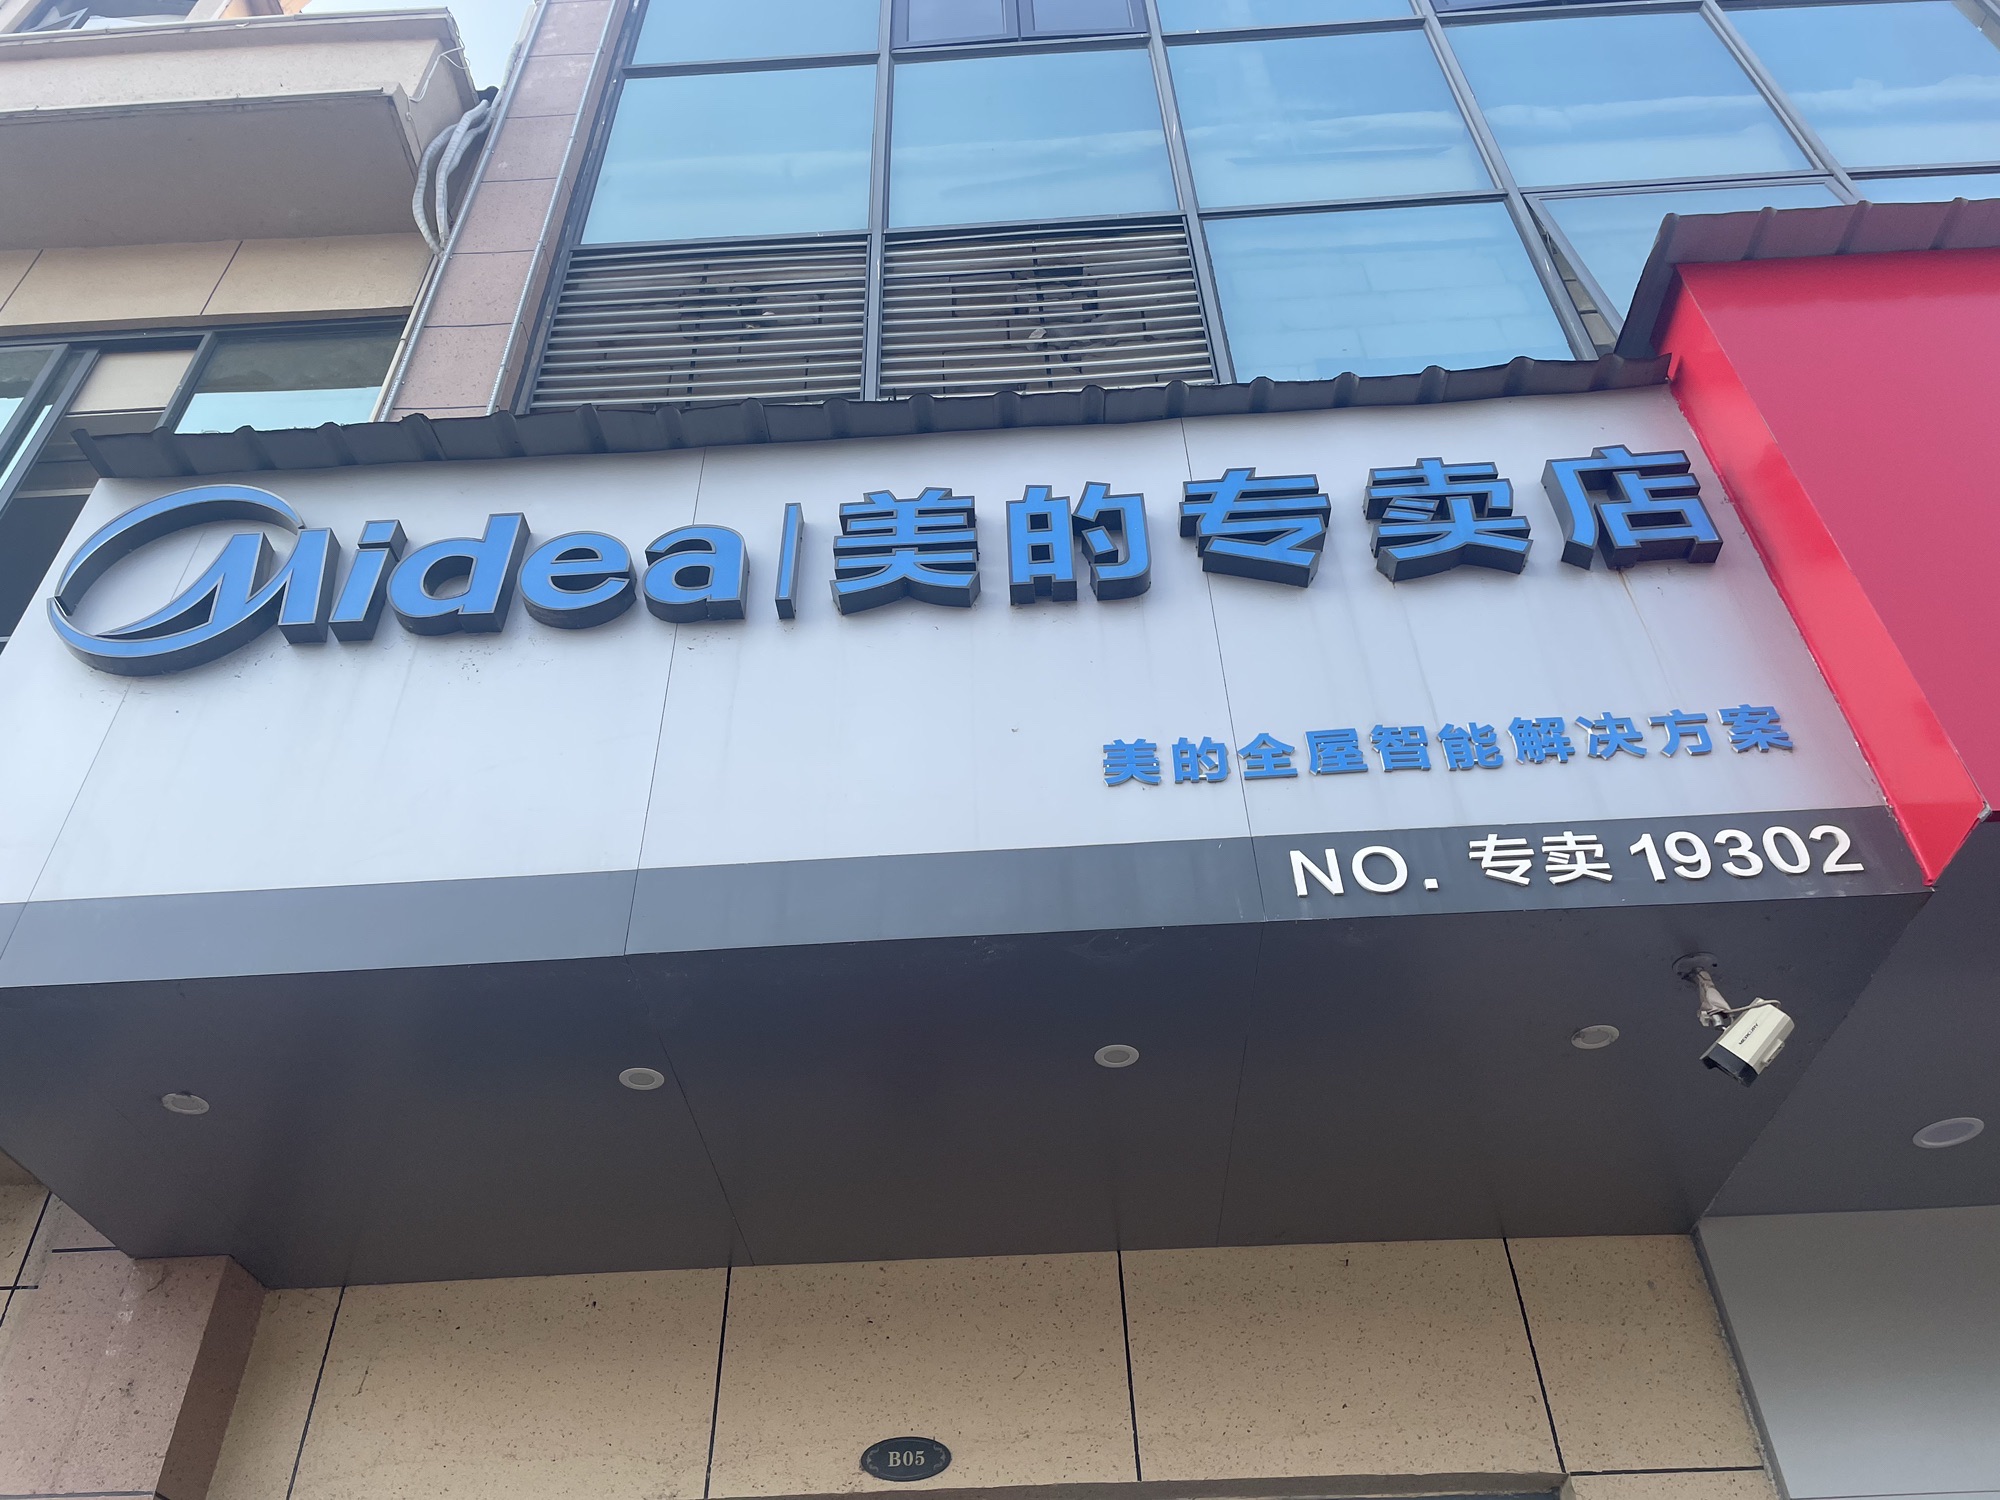 Midea | 美的专卖店
美的全屋智能解决方案
NO. 专卖 19302
MERCURY
B05